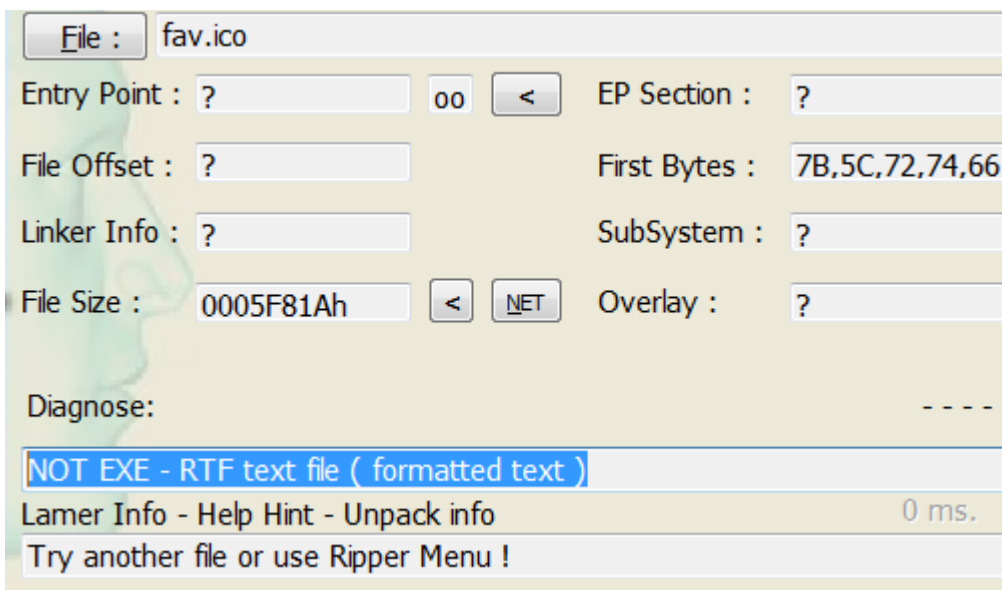 File : fav.ico
Entry Point : ? oo < EP Section : ?
File Offset : ? First Bytes : 7B,5C,72,74,66
Linker Info : ? SubSystem : ?
File Size : 0005F81Ah < NET Overlay : ?
Diagnose: - - - -
NOT EXE - RTF text file ( formatted text )
Lamer Info - Help Hint - Unpack info 0 ms.
Try another file or use Ripper Menu !